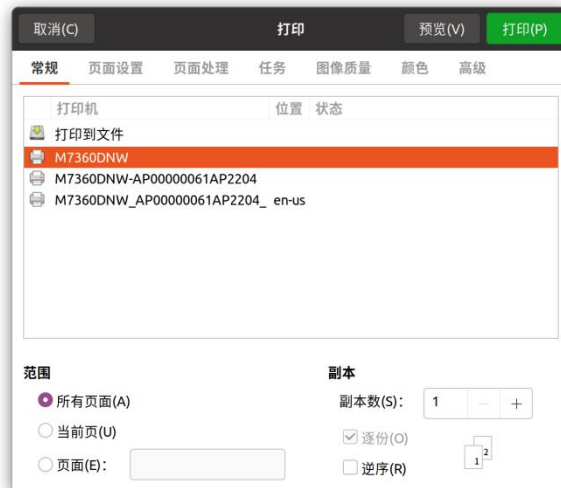 取消(C) 打印 预览(V) 打印(P)
常规 页面设置 页面处理 任务 图像质量 颜色 高级
打印机 位置 状态
打印到文件
M7360DNW
M7360DNW-AP00000061AP2204
M7360DNW_AP00000061AP2204_ en-us
范围 副本
所有页面(A) 副本数(S)： 1 − +
当前页(U) 逐份(O)
页面(E)： 逆序(R) 1 2